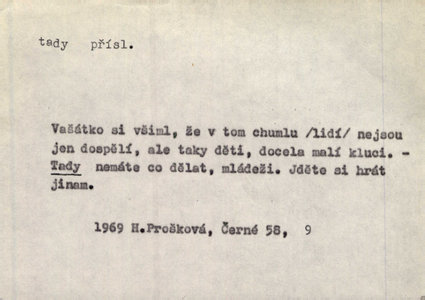 tady přísl.
Vašátko si všiml, že v tom chumlu /lidí/ nejsou
jen dospělí, ale taky děti, docela malí kluci. -
Tady nemáte co dělat, mládeži. Jděte si hrát
jinam.
1969 H.Prošková, Černé 58, 9